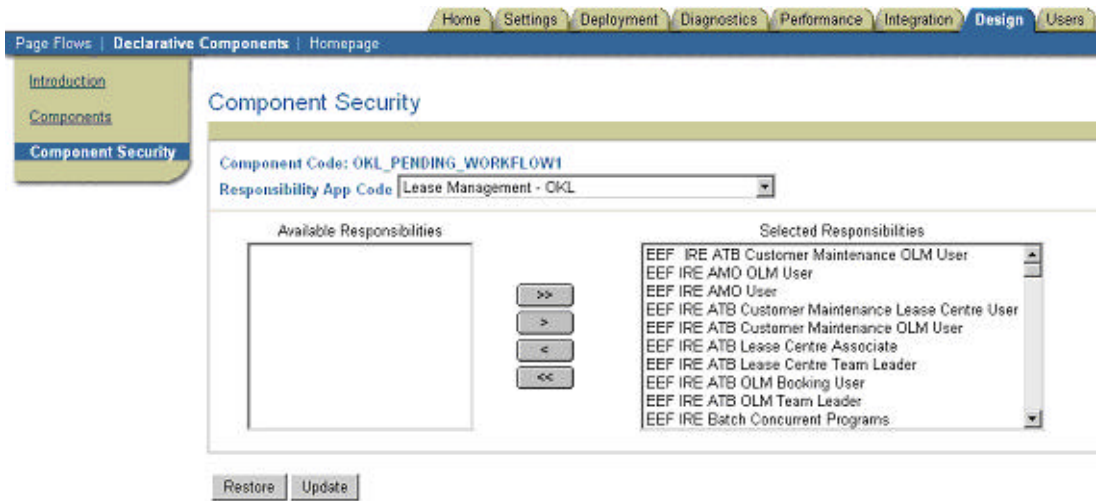 Home Settings Deployment Diagnostics Performance Integration Design Users
Page Flows | Declarative Components | Homepage
Introduction
Components
Component Security
Component Security
Component Code: OKL_PENDING_WORKFLOW1
Responsibility App Code Lease Management - OKL
Available Responsibilities
Selected Responsibilities
EEF IRE ATB Customer Maintenance OLM User
EEF IRE AMO OLM User
EEF IRE AMO User
EEF IRE ATB Customer Maintenance Lease Centre User
EEF IRE ATB Customer Maintenance OLM User
EEF IRE ATB Lease Centre Associate
EEF IRE ATB Lease Centre Team Leader
EEF IRE ATB OLM Booking User
EEF IRE ATB OLM Team Leader
EEF IRE Batch Concurrent Programs
>>
>
<
<<
Restore Update